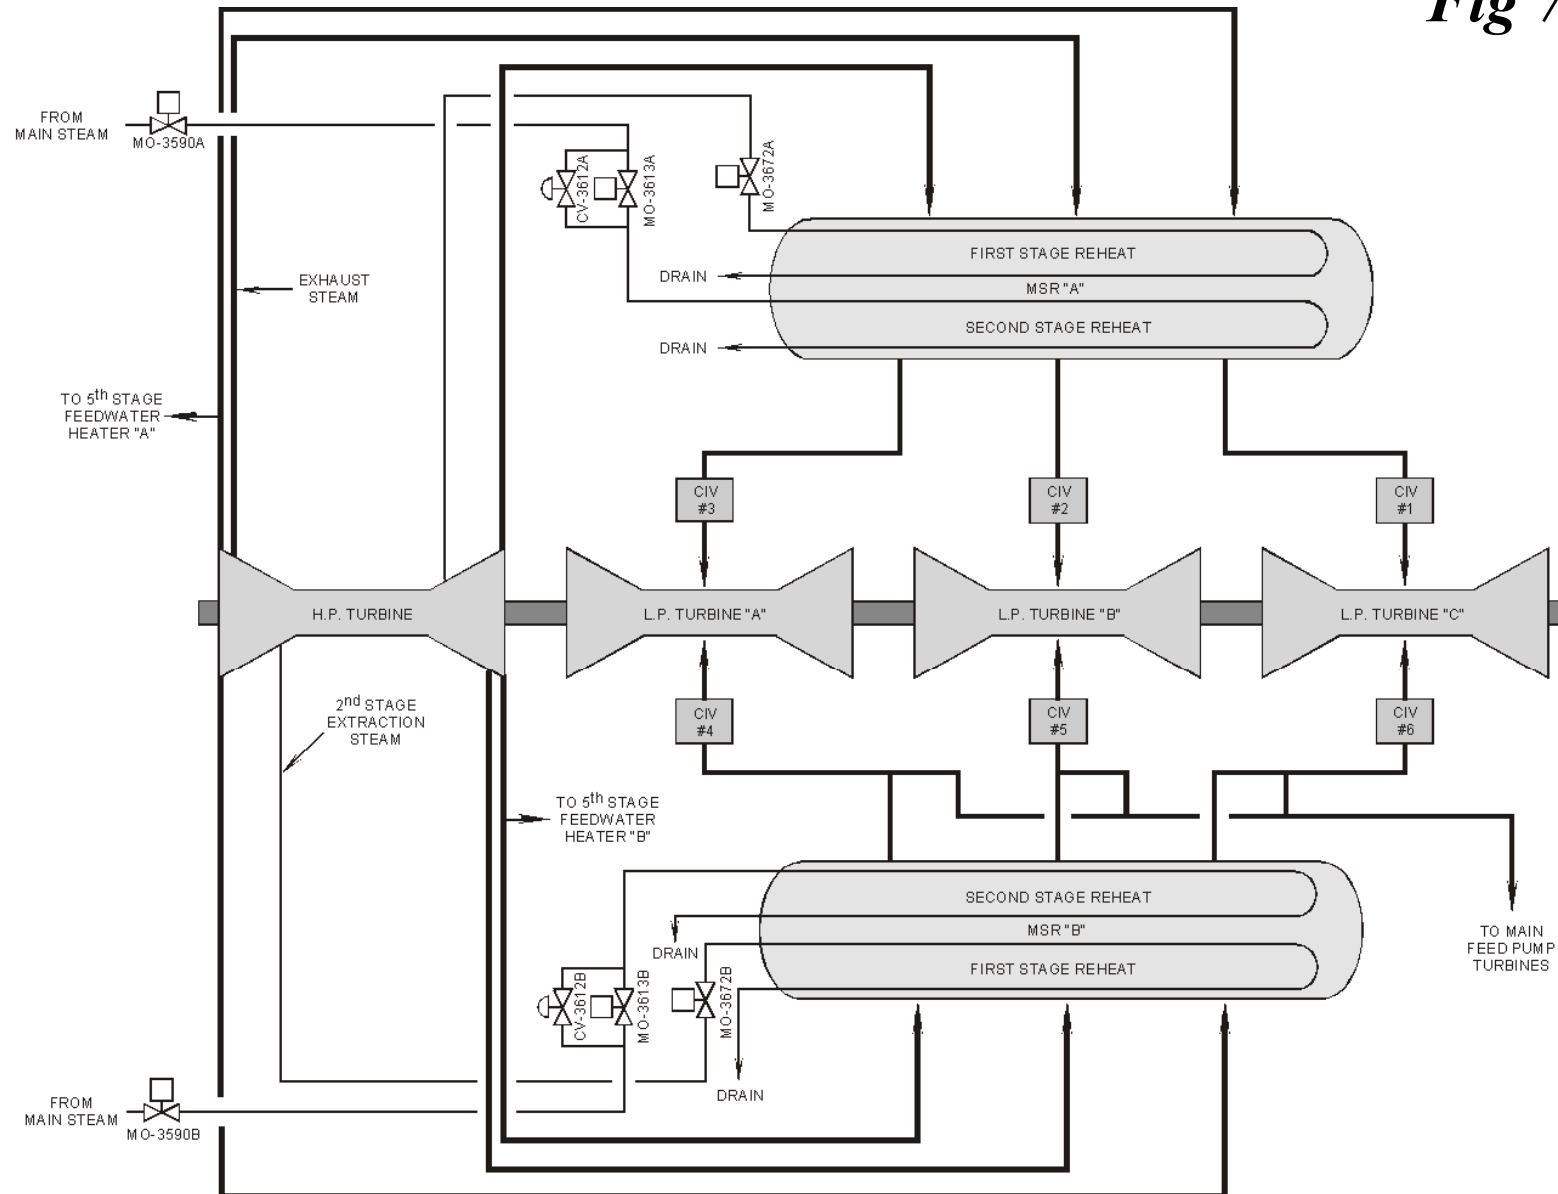 Fig 7
FROM
MAIN STEAM
MO-3590A
CV-3612A
MO-3613A
MO-3672A
FIRST STAGE REHEAT
DRAIN
MSR "A"
SECOND STAGE REHEAT
DRAIN
EXHAUST
STEAM
TO 5th STAGE
FEEDWATER
HEATER "A"
CIV
#3
CIV
#2
CIV
#1
H.P. TURBINE
L.P. TURBINE "A"
L.P. TURBINE "B"
L.P. TURBINE "C"
CIV
#4
CIV
#5
CIV
#6
2nd STAGE
EXTRACTION
STEAM
TO 5th STAGE
FEEDWATER
HEATER "B"
SECOND STAGE REHEAT
DRAIN
MSR "B"
FIRST STAGE REHEAT
TO MAIN
FEED PUMP
TURBINES
CV-3612B
MO-3613B
MO-3672B
DRAIN
FROM
MAIN STEAM
MO-3590B